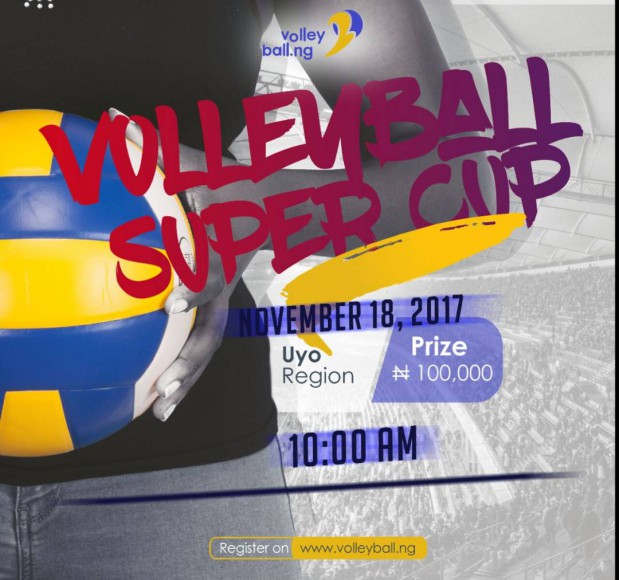 volley
ball.ng
VOLLEYBALL
SUPER CUP
NOVEMBER 18, 2017
Uyo
Region
Prize
₦ 100,000
10:00 AM
Register on www.volleyball.ng